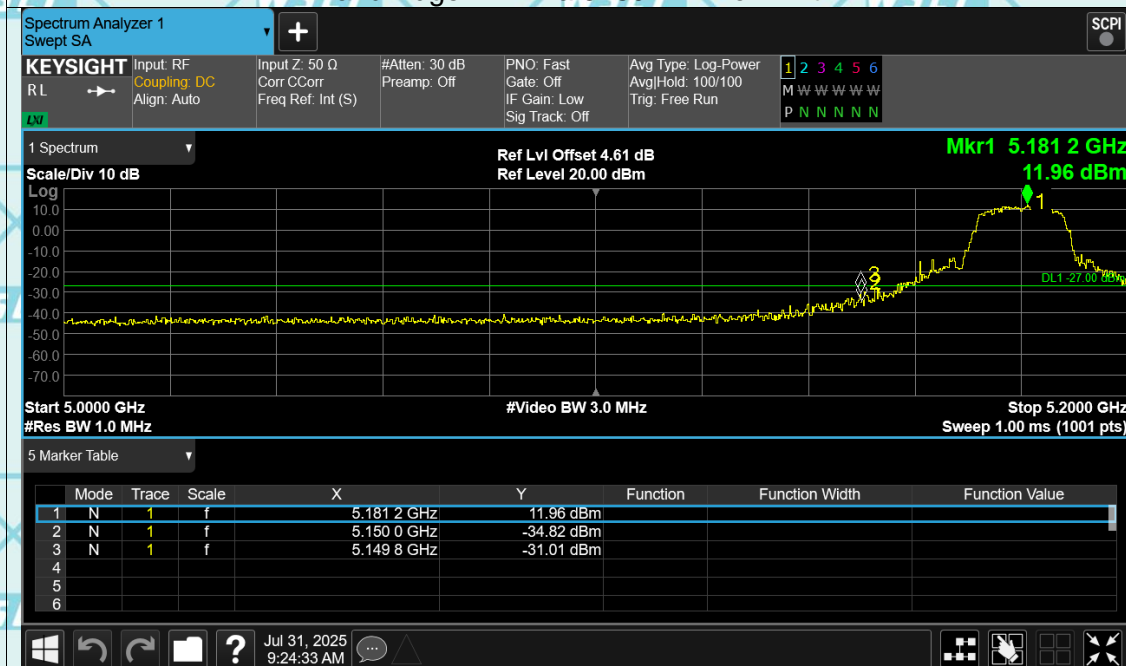 Spectrum Analyzer 1
Swept SA
+
SCPI
KEYSIGHT
RL
LXI
Input: RF
Coupling: DC
Align: Auto
Input Z: 50 Ω
Corr CCorr
Freq Ref: Int (S)
#Atten: 30 dB
Preamp: Off
PNO: Fast
Gate: Off
IF Gain: Low
Sig Track: Off
Avg Type: Log-Power
Avg|Hold: 100/100
Trig: Free Run
1 2 3 4 5 6
M W W W W W
P N N N N N
1 Spectrum
Ref Lvl Offset 4.61 dB
Mkr1 5.181 2 GHz
Scale/Div 10 dB
Ref Level 20.00 dBm
11.96 dBm
Log
10.0
0.00
-10.0
-20.0
-30.0
-40.0
-50.0
-60.0
-70.0
1
3
2
DL1 -27.00 dBm
Start 5.0000 GHz
#Video BW 3.0 MHz
Stop 5.2000 GHz
#Res BW 1.0 MHz
Sweep 1.00 ms (1001 pts)
5 Marker Table
Mode Trace Scale X Y Function Function Width Function Value
1 N 1 f 5.181 2 GHz 11.96 dBm
2 N 1 f 5.150 0 GHz -34.82 dBm
3 N 1 f 5.149 8 GHz -31.01 dBm
4
5
6
?
Jul 31, 2025
9:24:33 AM